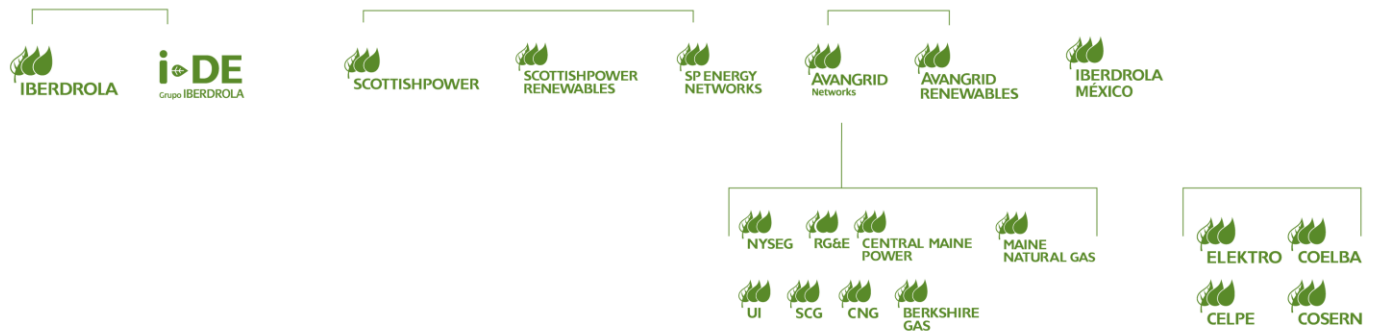 IBERDROLA
i-DE
Grupo IBERDROLA
SCOTTISHPOWER
SCOTTISHPOWER
RENEWABLES
SP ENERGY
NETWORKS
AVANGRID
Networks
AVANGRID
RENEWABLES
IBERDROLA
MÉXICO
NYSEG
RG&E
CENTRAL MAINE
POWER
MAINE
NATURAL GAS
UI
SCG
CNG
BERKSHIRE
GAS
ELEKTRO
COELBA
CELPE
COSERN